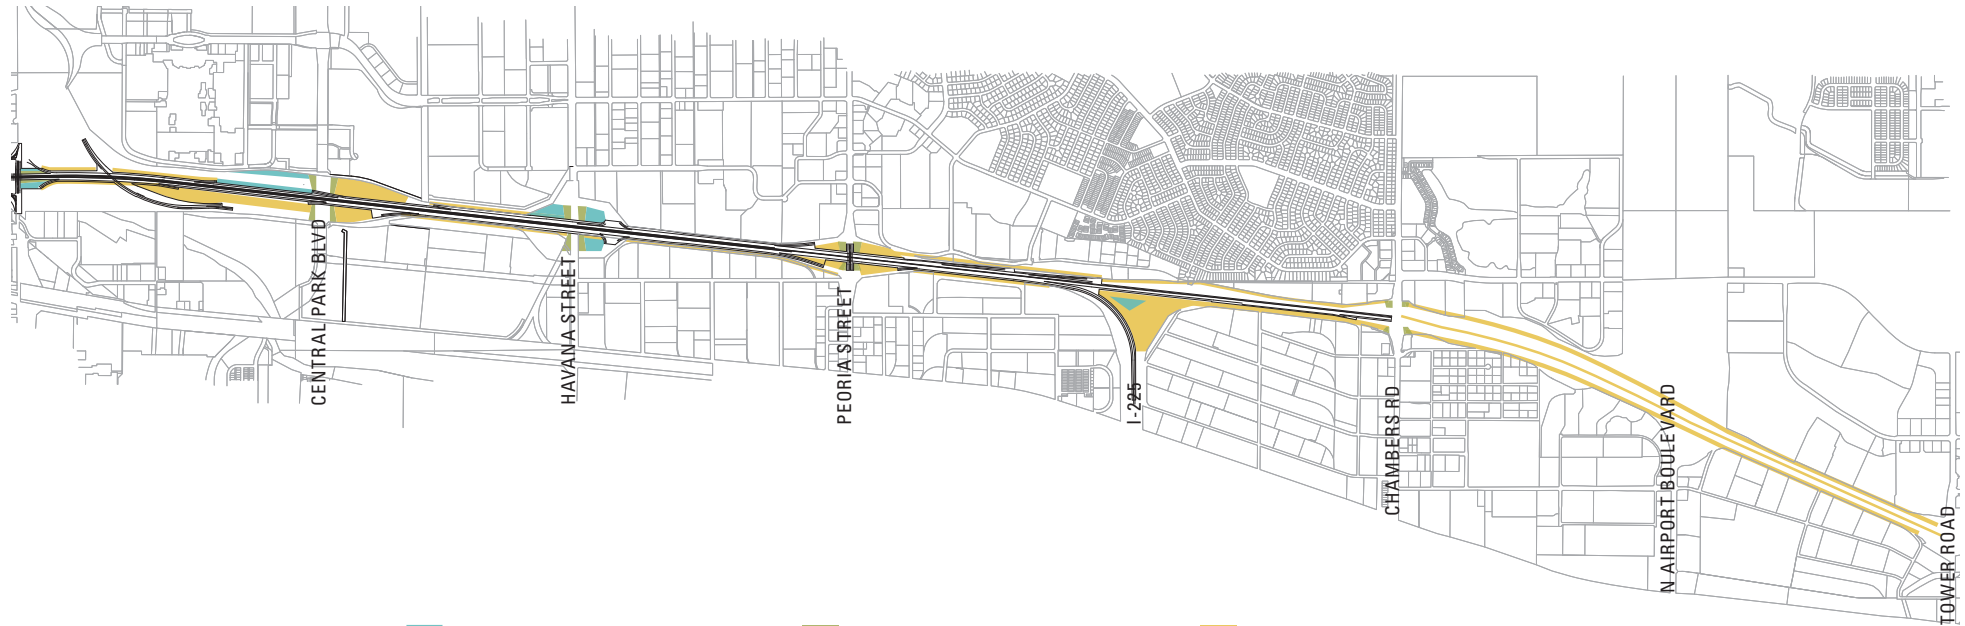 CENTRAL PARK BLVD
HAVANA STREET
PEORIA STREET
I-225
CHAMBERS RD
N AIRPORT BOULEVARD
TOWER ROAD